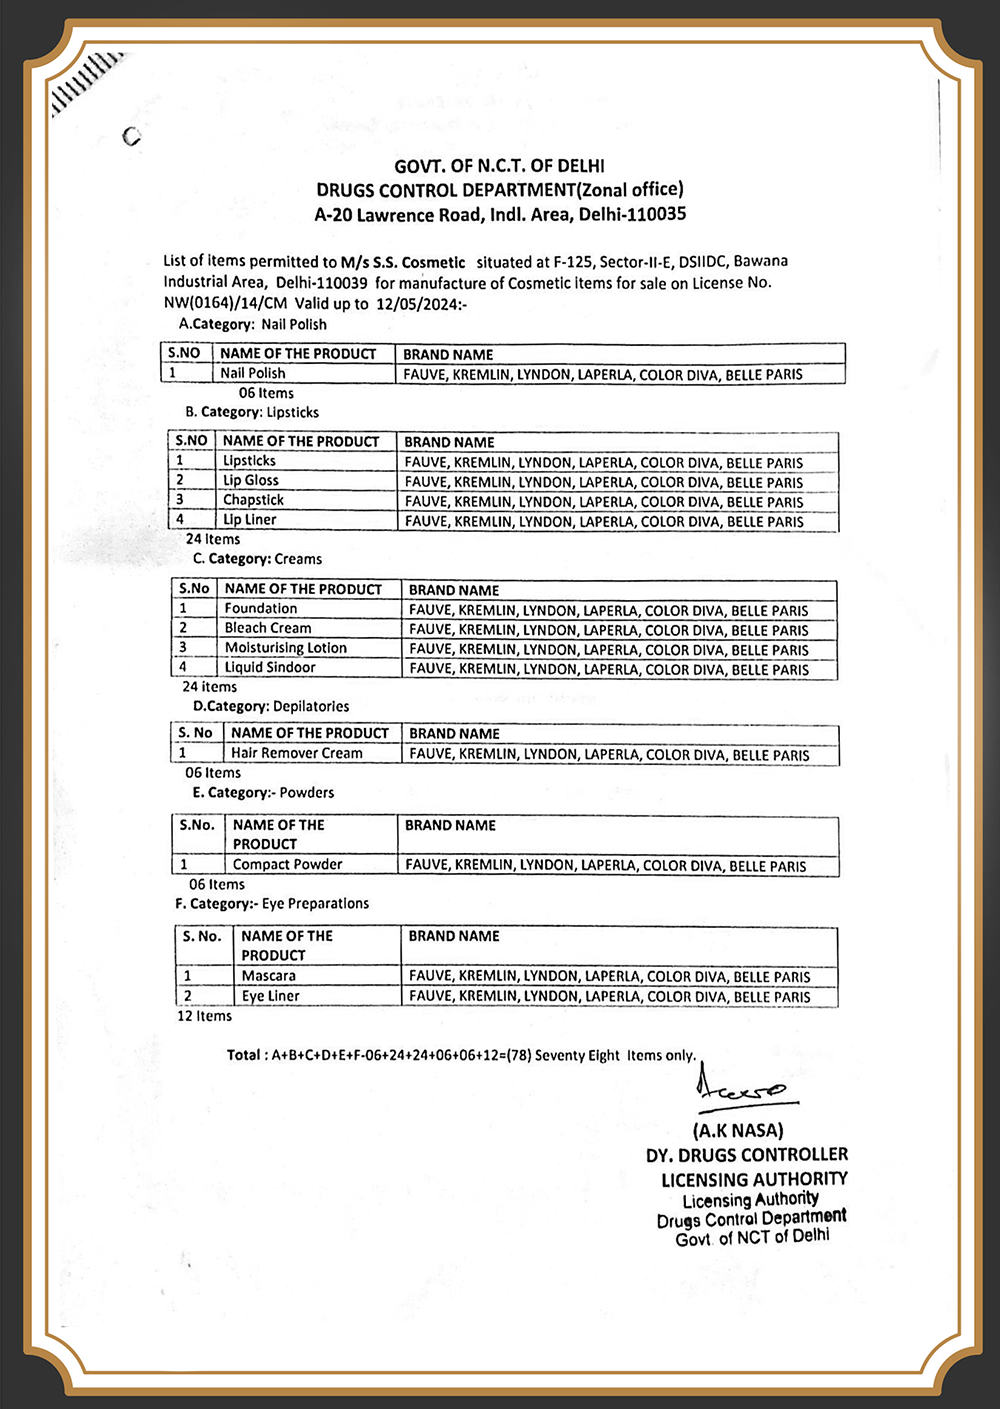 GOVT. OF N.C.T. OF DELHI
DRUGS CONTROL DEPARTMENT(Zonal office)
A-20 Lawrence Road, Indl. Area, Delhi-110035
List of items permitted to M/s S.S. Cosmetic situated at F-125, Sector-II-E, DSIIDC, Bawana
Industrial Area, Delhi-110039 for manufacture of Cosmetic items for sale on License No.
NW(0164)/14/CM Valid up to 12/05/2024:-
A.Category: Nail Polish
S.NO NAME OF THE PRODUCT BRAND NAME
1 Nail Polish FAUVE, KREMLIN, LYNDON, LAPERLA, COLOR DIVA, BELLE PARIS
06 Items
B. Category: Lipsticks
S.NO NAME OF THE PRODUCT BRAND NAME
1 Lipsticks FAUVE, KREMLIN, LYNDON, LAPERLA, COLOR DIVA, BELLE PARIS
2 Lip Gloss FAUVE, KREMLIN, LYNDON, LAPERLA, COLOR DIVA, BELLE PARIS
3 Chapstick FAUVE, KREMLIN, LYNDON, LAPERLA, COLOR DIVA, BELLE PARIS
4 Lip Liner FAUVE, KREMLIN, LYNDON, LAPERLA, COLOR DIVA, BELLE PARIS
24 Items
C. Category: Creams
S.No NAME OF THE PRODUCT BRAND NAME
1 Foundation FAUVE, KREMLIN, LYNDON, LAPERLA, COLOR DIVA, BELLE PARIS
2 Bleach Cream FAUVE, KREMLIN, LYNDON, LAPERLA, COLOR DIVA, BELLE PARIS
3 Moisturising Lotion FAUVE, KREMLIN, LYNDON, LAPERLA, COLOR DIVA, BELLE PARIS
4 Liquid Sindoor FAUVE, KREMLIN, LYNDON, LAPERLA, COLOR DIVA, BELLE PARIS
24 items
D.Category: Depilatories
S. No NAME OF THE PRODUCT BRAND NAME
1 Hair Remover Cream FAUVE, KREMLIN, LYNDON, LAPERLA, COLOR DIVA, BELLE PARIS
06 Items
E. Category:- Powders
S.No. NAME OF THE BRAND NAME
PRODUCT
1 Compact Powder FAUVE, KREMLIN, LYNDON, LAPERLA, COLOR DIVA, BELLE PARIS
06 Items
F. Category:- Eye Preparations
S. No. NAME OF THE BRAND NAME
PRODUCT
1 Mascara FAUVE, KREMLIN, LYNDON, LAPERLA, COLOR DIVA, BELLE PARIS
2 Eye Liner FAUVE, KREMLIN, LYNDON, LAPERLA, COLOR DIVA, BELLE PARIS
12 Items
Total : A+B+C+D+E+F-06+24+24+06+06+12=(78) Seventy Eight Items only.
(A.K NASA)
DY. DRUGS CONTROLLER
LICENSING AUTHORITY
Licensing Authority
Drugs Control Department
Govt. of NCT of Delhi